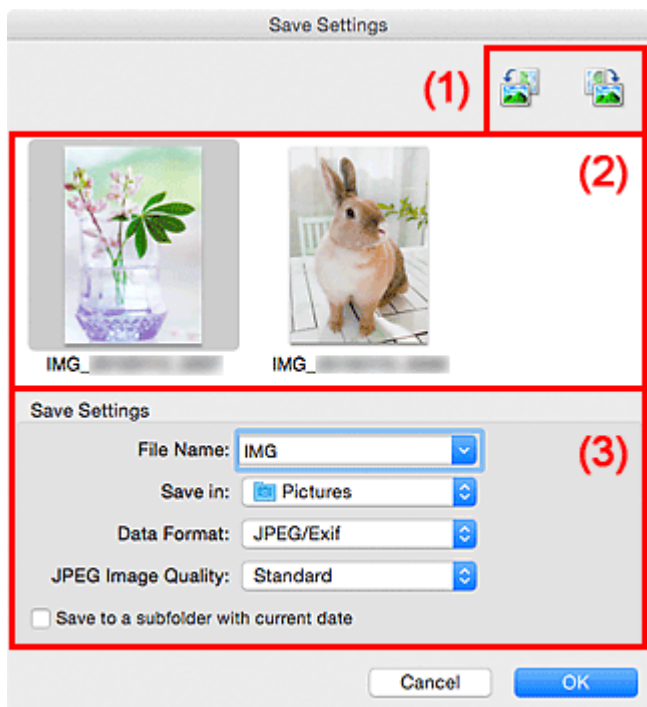 Save Settings
(1)
(2)
IMG_
IMG_
Save Settings
(3)
File Name: IMG
Save in: Pictures
Data Format: JPEG/Exif
JPEG Image Quality: Standard
Save to a subfolder with current date
Cancel OK